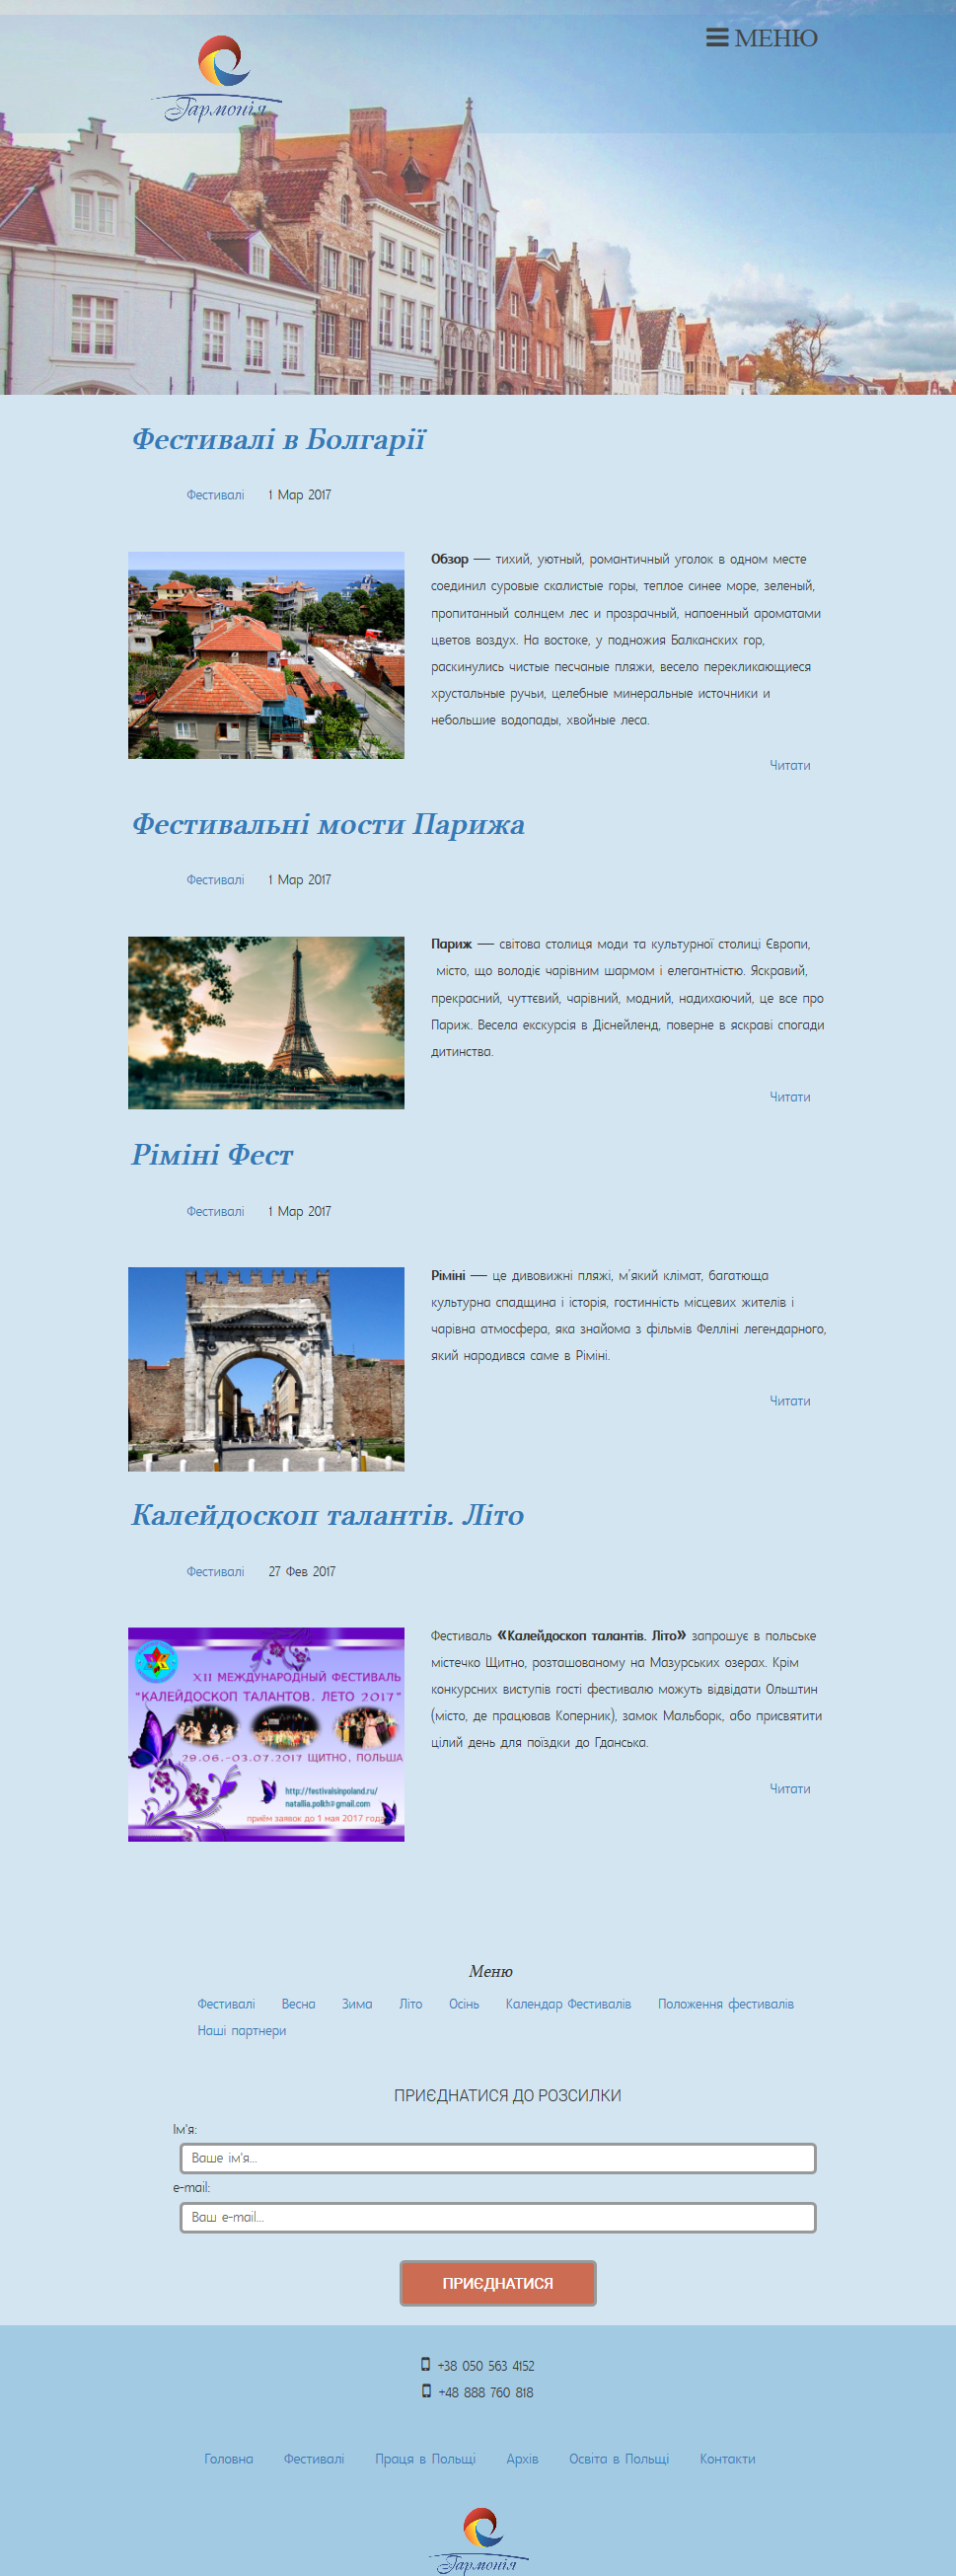 МЕНЮ
Гармонія
Фестивалі в Болгарії
Фестивалі 1 Мар 2017
Обзор — тихий, уютный, романтичный уголок в одном месте
соединил суровые скалистые горы, теплое синее море, зеленый,
пропитанный солнцем лес и прозрачный, напоенный ароматами
цветов воздух. На востоке, у подножия Балканских гор,
раскинулись чистые песчаные пляжи, весело перекликающиеся
хрустальные ручьи, целебные минеральные источники и
небольшие водопады, хвойные леса.
Читати
Фестивальні мости Парижа
Фестивалі 1 Мар 2017
Париж — світова столиця моди та культурної столиці Європи,
місто, що володіє чарівним шармом і елегантністю. Яскравий,
прекрасний, чуттєвий, чарівний, модний, надихаючий, це все про
Париж. Весела екскурсія в Діснейленд, поверне в яскраві спогади
дитинства.
Читати
Ріміні Фест
Фестивалі 1 Мар 2017
Ріміні — це дивовижні пляжі, м'який клімат, багатюща
культурна спадщина і історія, гостинність місцевих жителів і
чарівна атмосфера, яка знайома з фільмів Фелліні легендарного,
який народився саме в Ріміні.
Читати
Калейдоскоп талантів. Літо
Фестивалі 27 Фев 2017
XII МЕЖДУНАРОДНЫЙ ФЕСТИВАЛЬ
"КАЛЕЙДОСКОП ТАЛАНТОВ. ЛЕТО 2017"
29.06.-03.07.2017 ЩИТНО, ПОЛЬША
http://festivalsinpoland.ru/
приём заявок до 1 мая 2017 года
Фестиваль «Калейдоскоп талантів. Літо» запрошує в польське
містечко Щитно, розташованому на Мазурських озерах. Крім
конкурсних виступів гості фестивалю можуть відвідати Ольштин
(місто, де працював Коперник), замок Мальборк, або присвятити
цілий день для поїздки до Гданська.
Читати
Меню
Фестивалі Весна Зима Літо Осінь Календар Фестивалів Положення фестивалів
Наші партнери
ПРИЄДНАТИСЯ ДО РОЗСИЛКИ
Ім'я:
Ваше ім'я...
e-mail:
Ваш e-mail...
ПРИЄДНАТИСЯ
+38 050 563 4152
+48 888 760 818
Головна Фестивалі Праця в Польщі Архів Освіта в Польщі Контакти
Гармонія